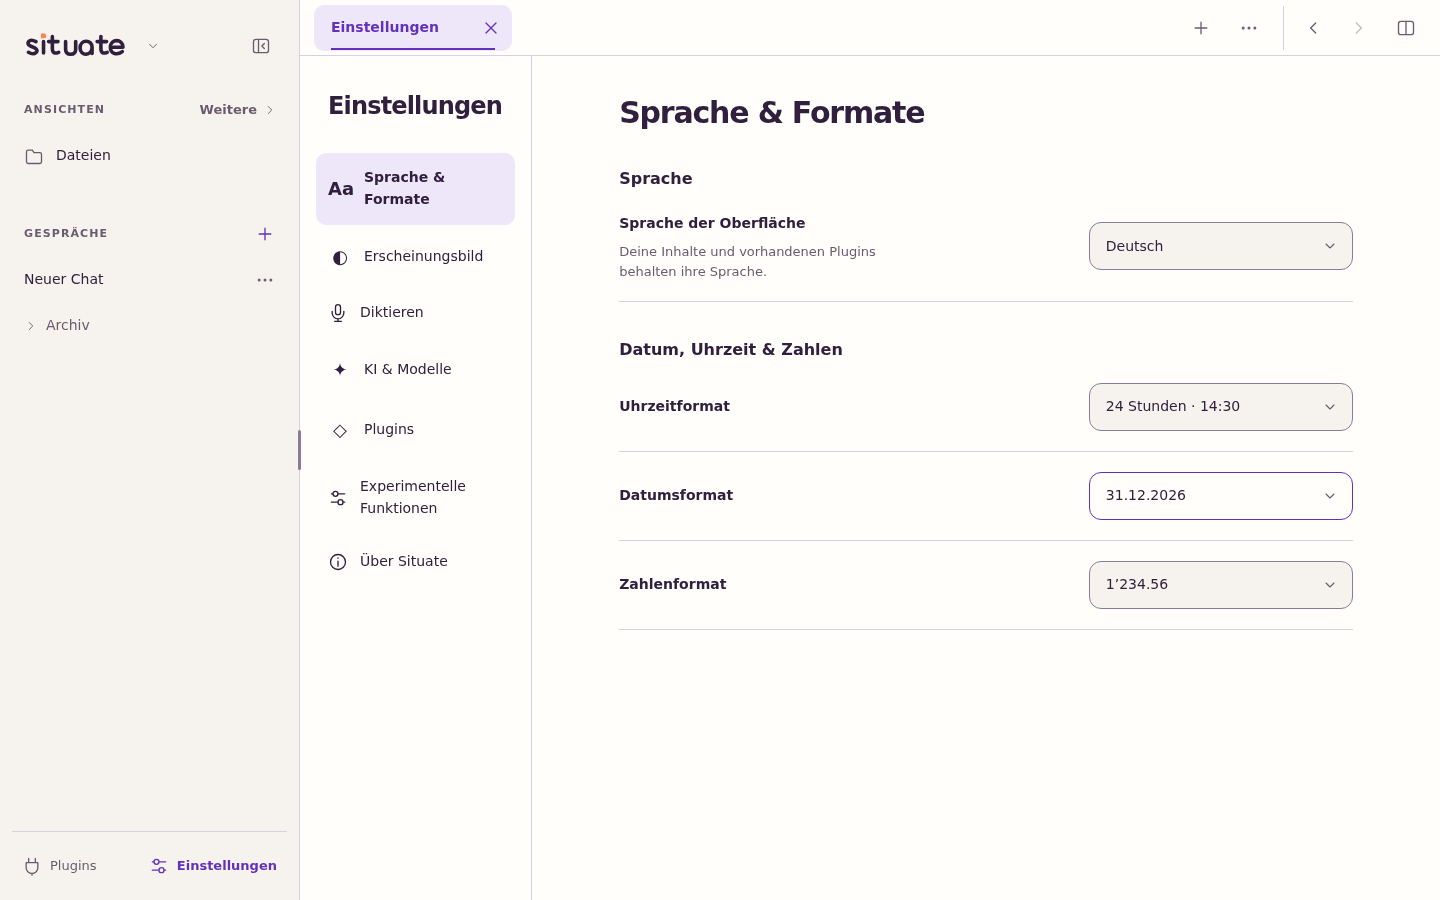 situate
ANSICHTEN
Weitere
Dateien
GESPRÄCHE
Neuer Chat
Archiv
Plugins
Einstellungen
Einstellungen
Einstellungen
Aa
Sprache &
Formate
Erscheinungsbild
Diktieren
KI & Modelle
Plugins
Experimentelle
Funktionen
Über Situate
Sprache & Formate
Sprache
Sprache der Oberfläche
Deine Inhalte und vorhandenen Plugins
behalten ihre Sprache.
Deutsch
Datum, Uhrzeit & Zahlen
Uhrzeitformat
24 Stunden · 14:30
Datumsformat
31.12.2026
Zahlenformat
1’234.56